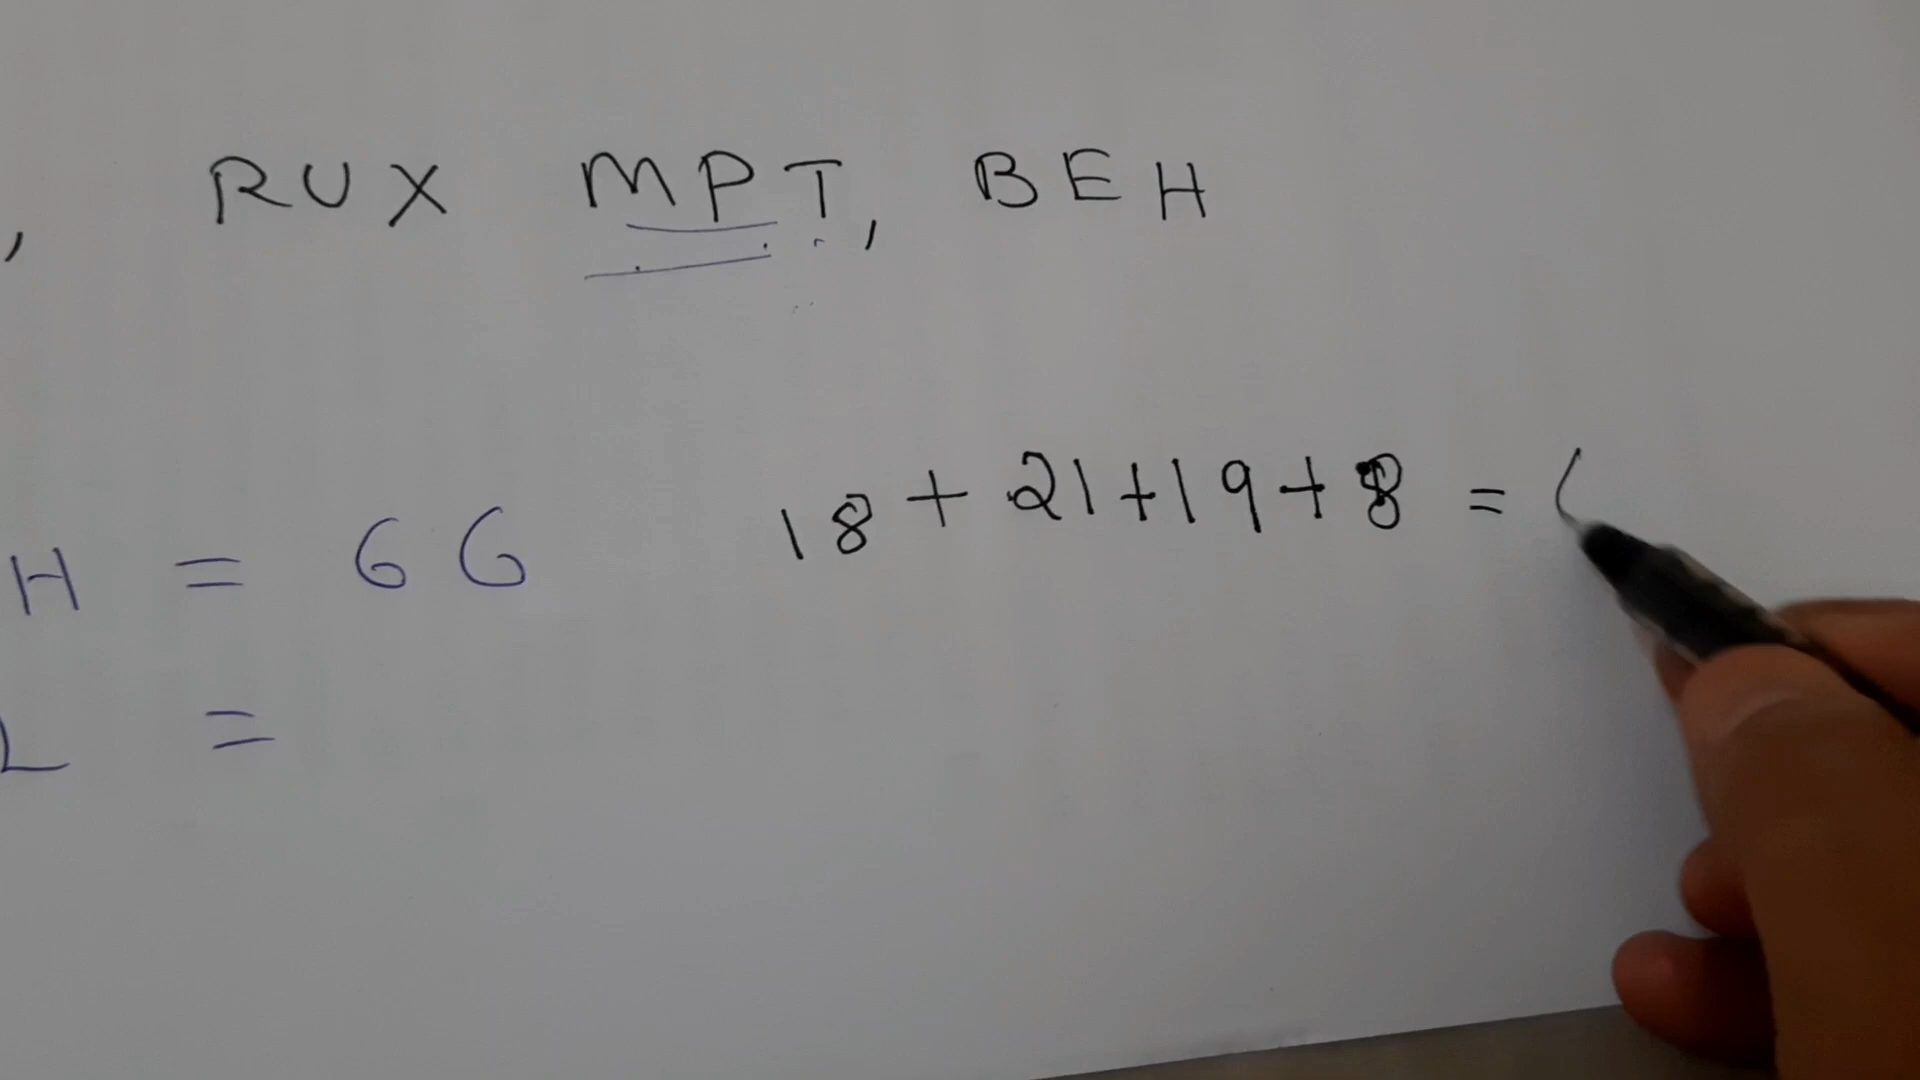 , RUX MPT, BEH
18 + 21 + 19 + 8 =
H = 66
L =